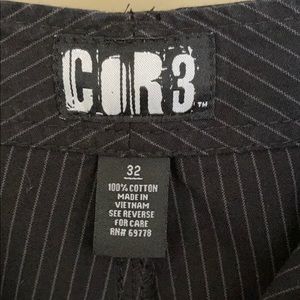 COR3 ™
32
100% COTTON
MADE IN
VIETNAM
SEE REVERSE
FOR CARE
RN# 69778